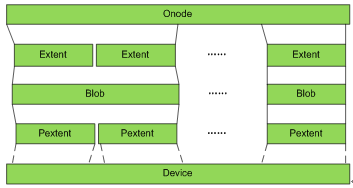 Onode
Extent Extent ...... Extent
Blob ...... Blob
Pextent Pextent ...... Pextent
Device